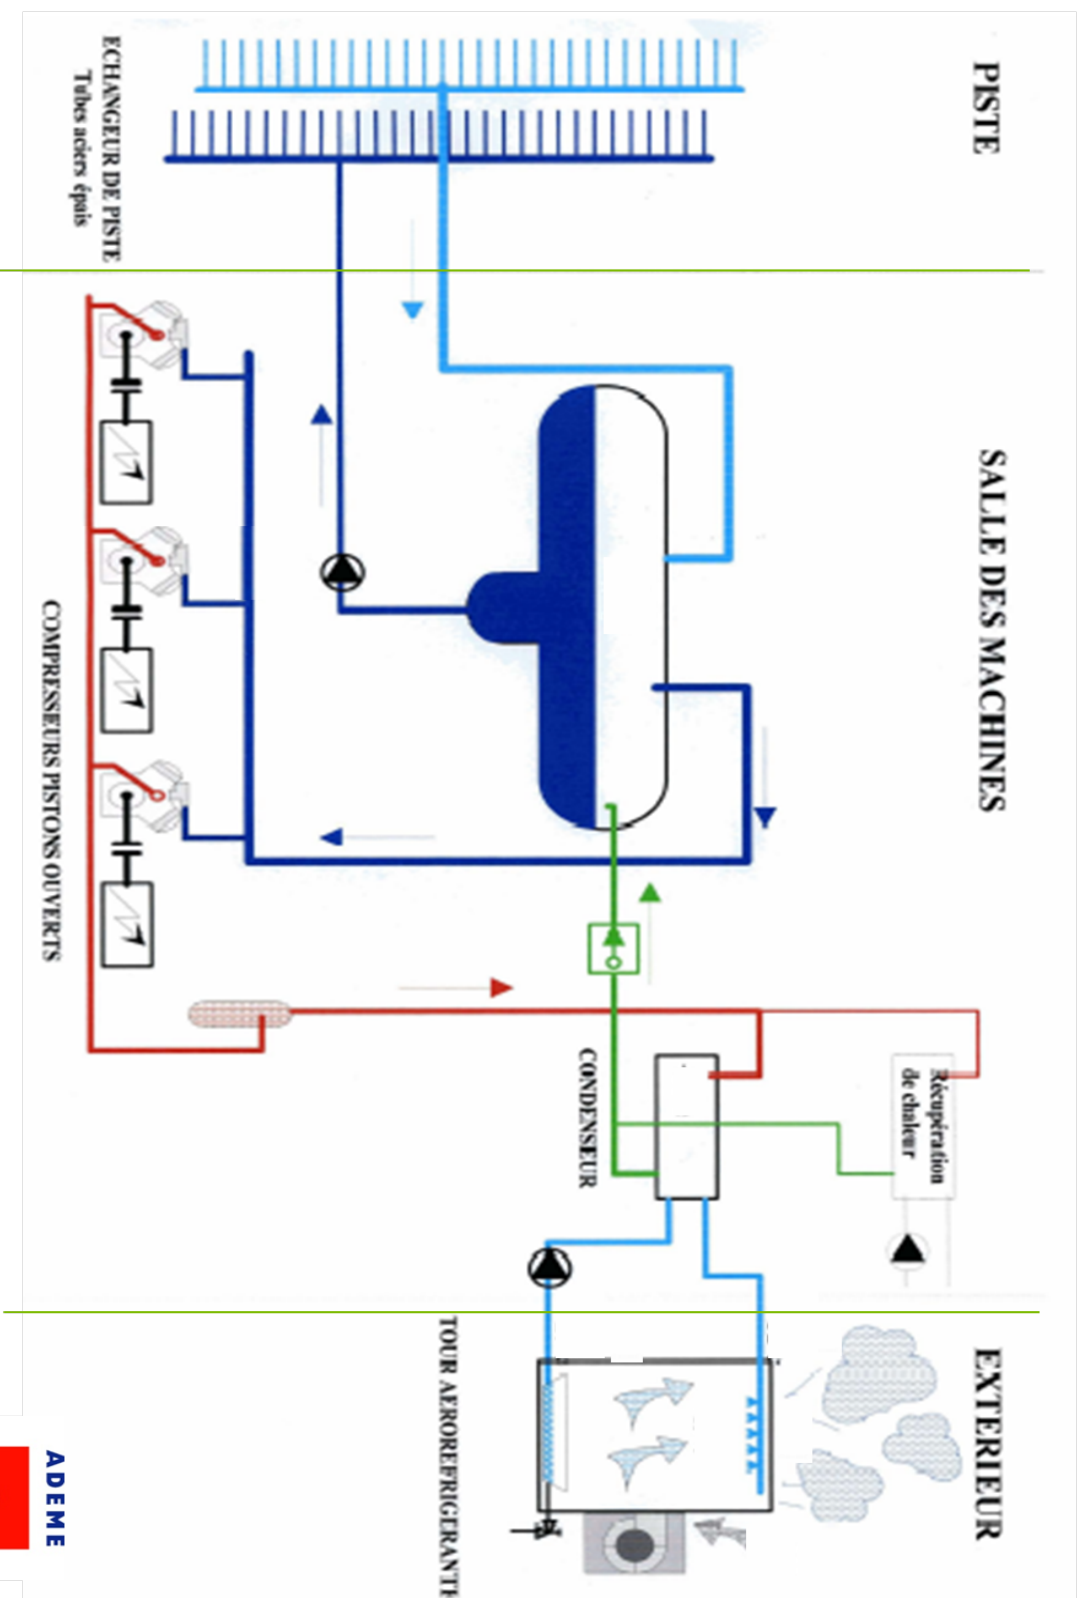 PISTE
SALLE DES MACHINES
EXTERIEUR
Récupération
de chaleur
CONDENSEUR
TOUR AEROREFRIGERANTE
ECHANGEUR DE PISTE
Tubes aciers épais
COMPRESSEURS PISTONS OUVERTS
ADEME